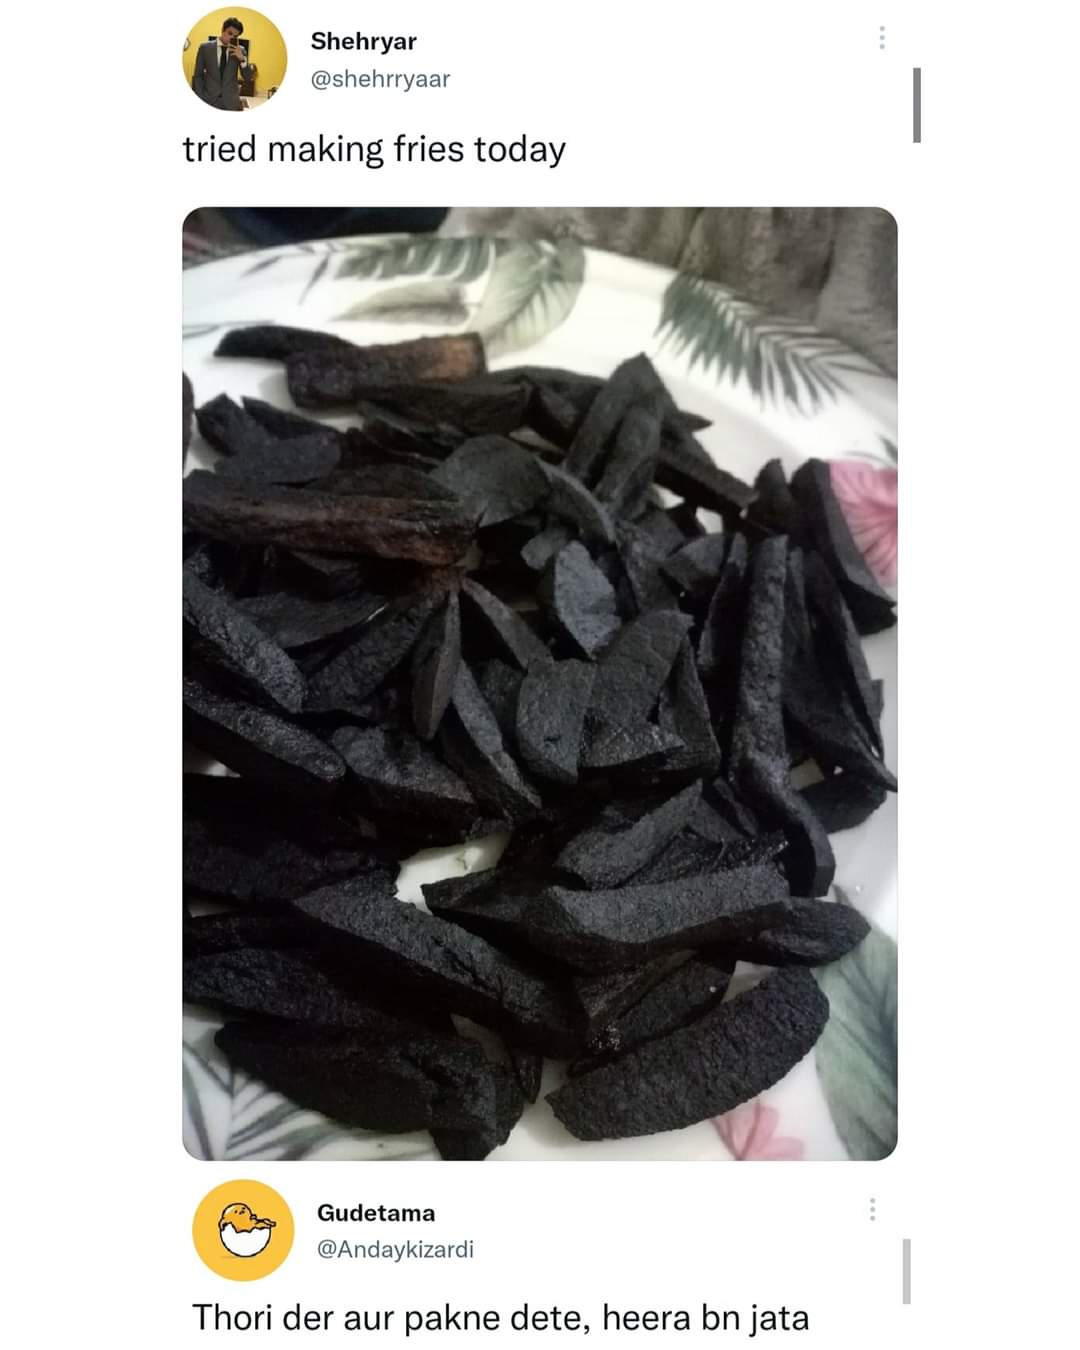 Shehryar
@shehrryaar
tried making fries today
Gudetama
@Andaykizardi
Thori der aur pakne dete, heera bn jata